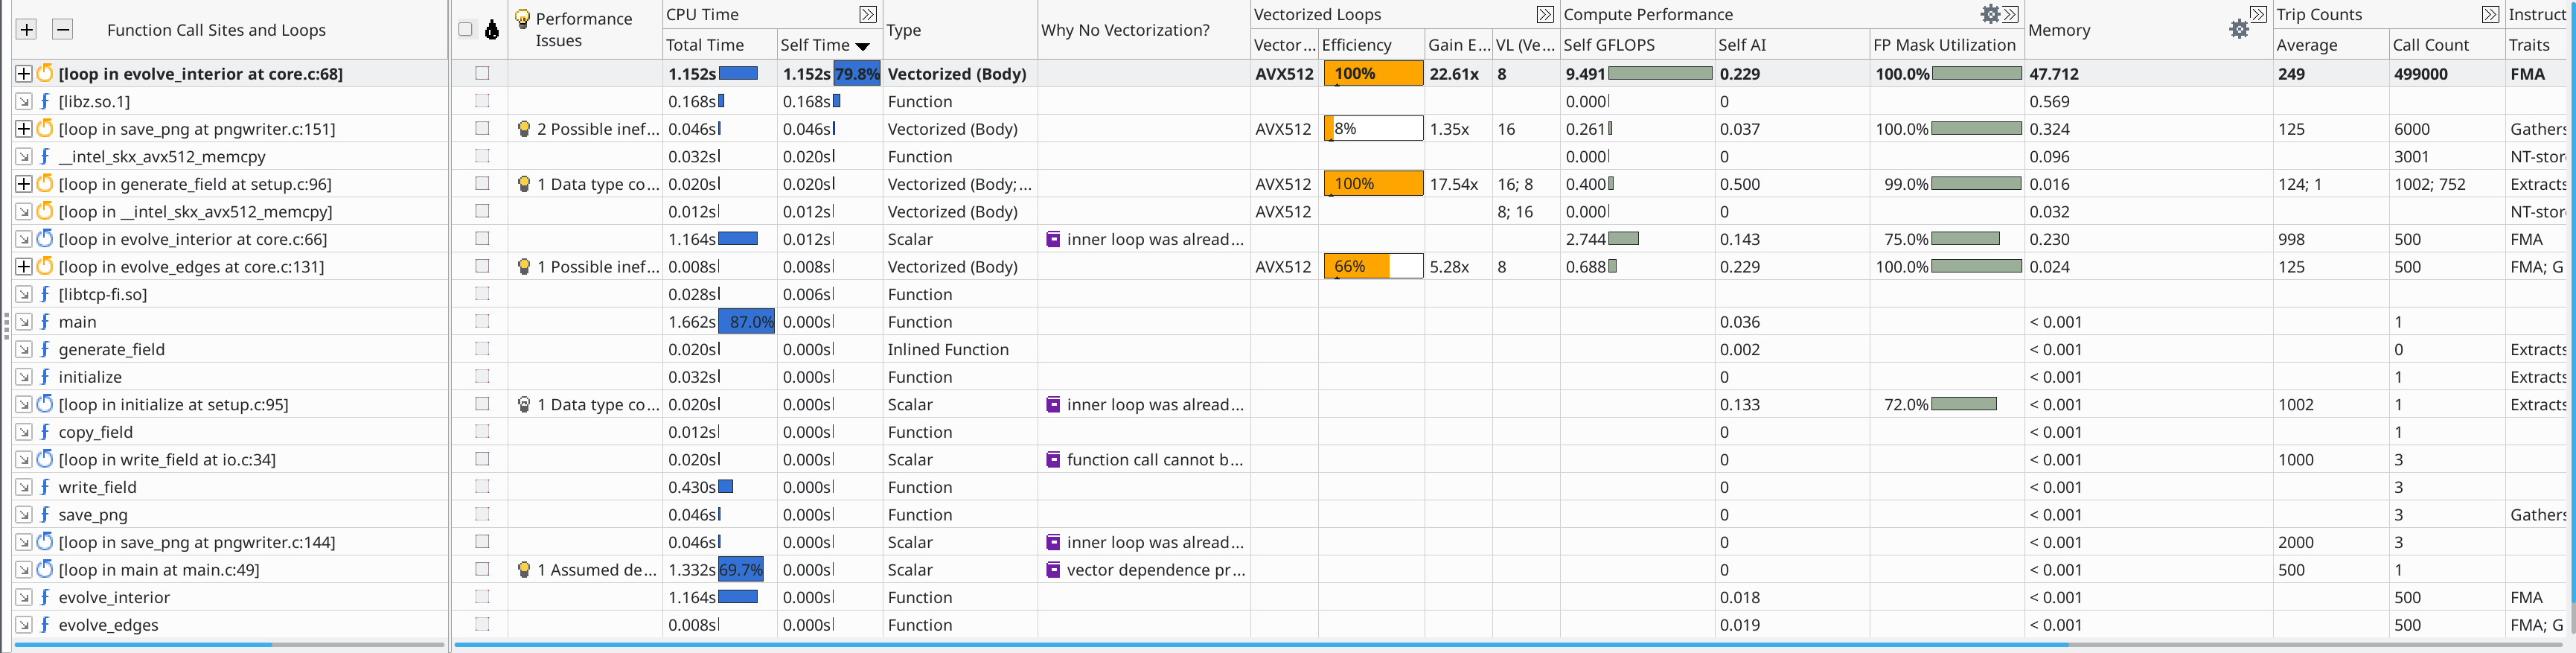 Function Call Sites and Loops Performance Issues CPU Time Type Why No Vectorization? Vectorized Loops Compute Performance Memory Trip Counts Instruct
Total Time Self Time Vector... Efficiency Gain E... VL (Ve... Self GFLOPS Self AI FP Mask Utilization Average Call Count Traits
[loop in evolve_interior at core.c:68] 1.152s 1.152s 79.8% Vectorized (Body) AVX512 100% 22.61x 8 9.491 0.229 100.0% 47.712 249 499000 FMA
[libz.so.1] 0.168s 0.168s Function 0.000 0 0.569
[loop in save_png at pngwriter.c:151] 2 Possible inef... 0.046s 0.046s Vectorized (Body) AVX512 8% 1.35x 16 0.261 0.037 100.0% 0.324 125 6000 Gathers
__intel_skx_avx512_memcpy 0.032s 0.020s Function 0.000 0 0.096 3001 NT-stor
[loop in generate_field at setup.c:96] 1 Data type co... 0.020s 0.020s Vectorized (Body;... AVX512 100% 17.54x 16; 8 0.400 0.500 99.0% 0.016 124; 1 1002; 752 Extracts
[loop in __intel_skx_avx512_memcpy] 0.012s 0.012s Vectorized (Body) AVX512 8; 16 0.000 0 0.032 NT-stor
[loop in evolve_interior at core.c:66] 1.164s 0.012s Scalar inner loop was alread... 2.744 0.143 75.0% 0.230 998 500 FMA
[loop in evolve_edges at core.c:131] 1 Possible inef... 0.008s 0.008s Vectorized (Body) AVX512 66% 5.28x 8 0.688 0.229 100.0% 0.024 125 500 FMA; G
[libtcp-fi.so] 0.028s 0.006s Function
main 1.662s 87.0% 0.000s Function 0.036 < 0.001 1
generate_field 0.020s 0.000s Inlined Function 0.002 < 0.001 0 Extracts
initialize 0.032s 0.000s Function 0 < 0.001 1 Extracts
[loop in initialize at setup.c:95] 1 Data type co... 0.020s 0.000s Scalar inner loop was alread... 0.133 72.0% < 0.001 1002 1 Extracts
copy_field 0.012s 0.000s Function 0 < 0.001 1
[loop in write_field at io.c:34] 0.020s 0.000s Scalar function call cannot b... 0 < 0.001 1000 3
write_field 0.430s 0.000s Function 0 < 0.001 3
save_png 0.046s 0.000s Function 0 < 0.001 3 Gathers
[loop in save_png at pngwriter.c:144] 0.046s 0.000s Scalar inner loop was alread... 0 < 0.001 2000 3
[loop in main at main.c:49] 1 Assumed de... 1.332s 69.7% 0.000s Scalar vector dependence pr... 0 < 0.001 500 1
evolve_interior 1.164s 0.000s Function 0.018 < 0.001 500 FMA
evolve_edges 0.008s 0.000s Function 0.019 < 0.001 500 FMA; G